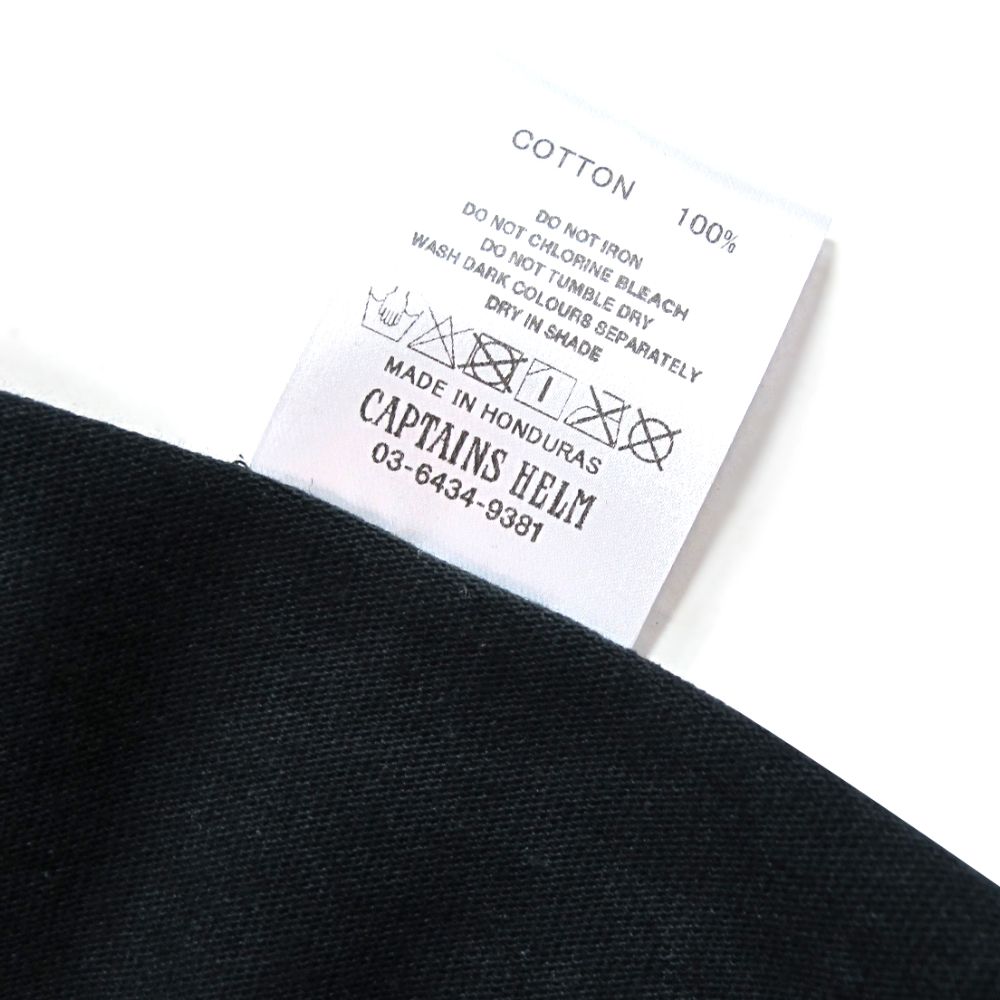 COTTON 100%
DO NOT IRON
DO NOT CHLORINE BLEACH
DO NOT TUMBLE DRY
WASH DARK COLOURS SEPARATELY
DRY IN SHADE
MADE IN HONDURAS
CAPTAINS HELM
03-6434-9381